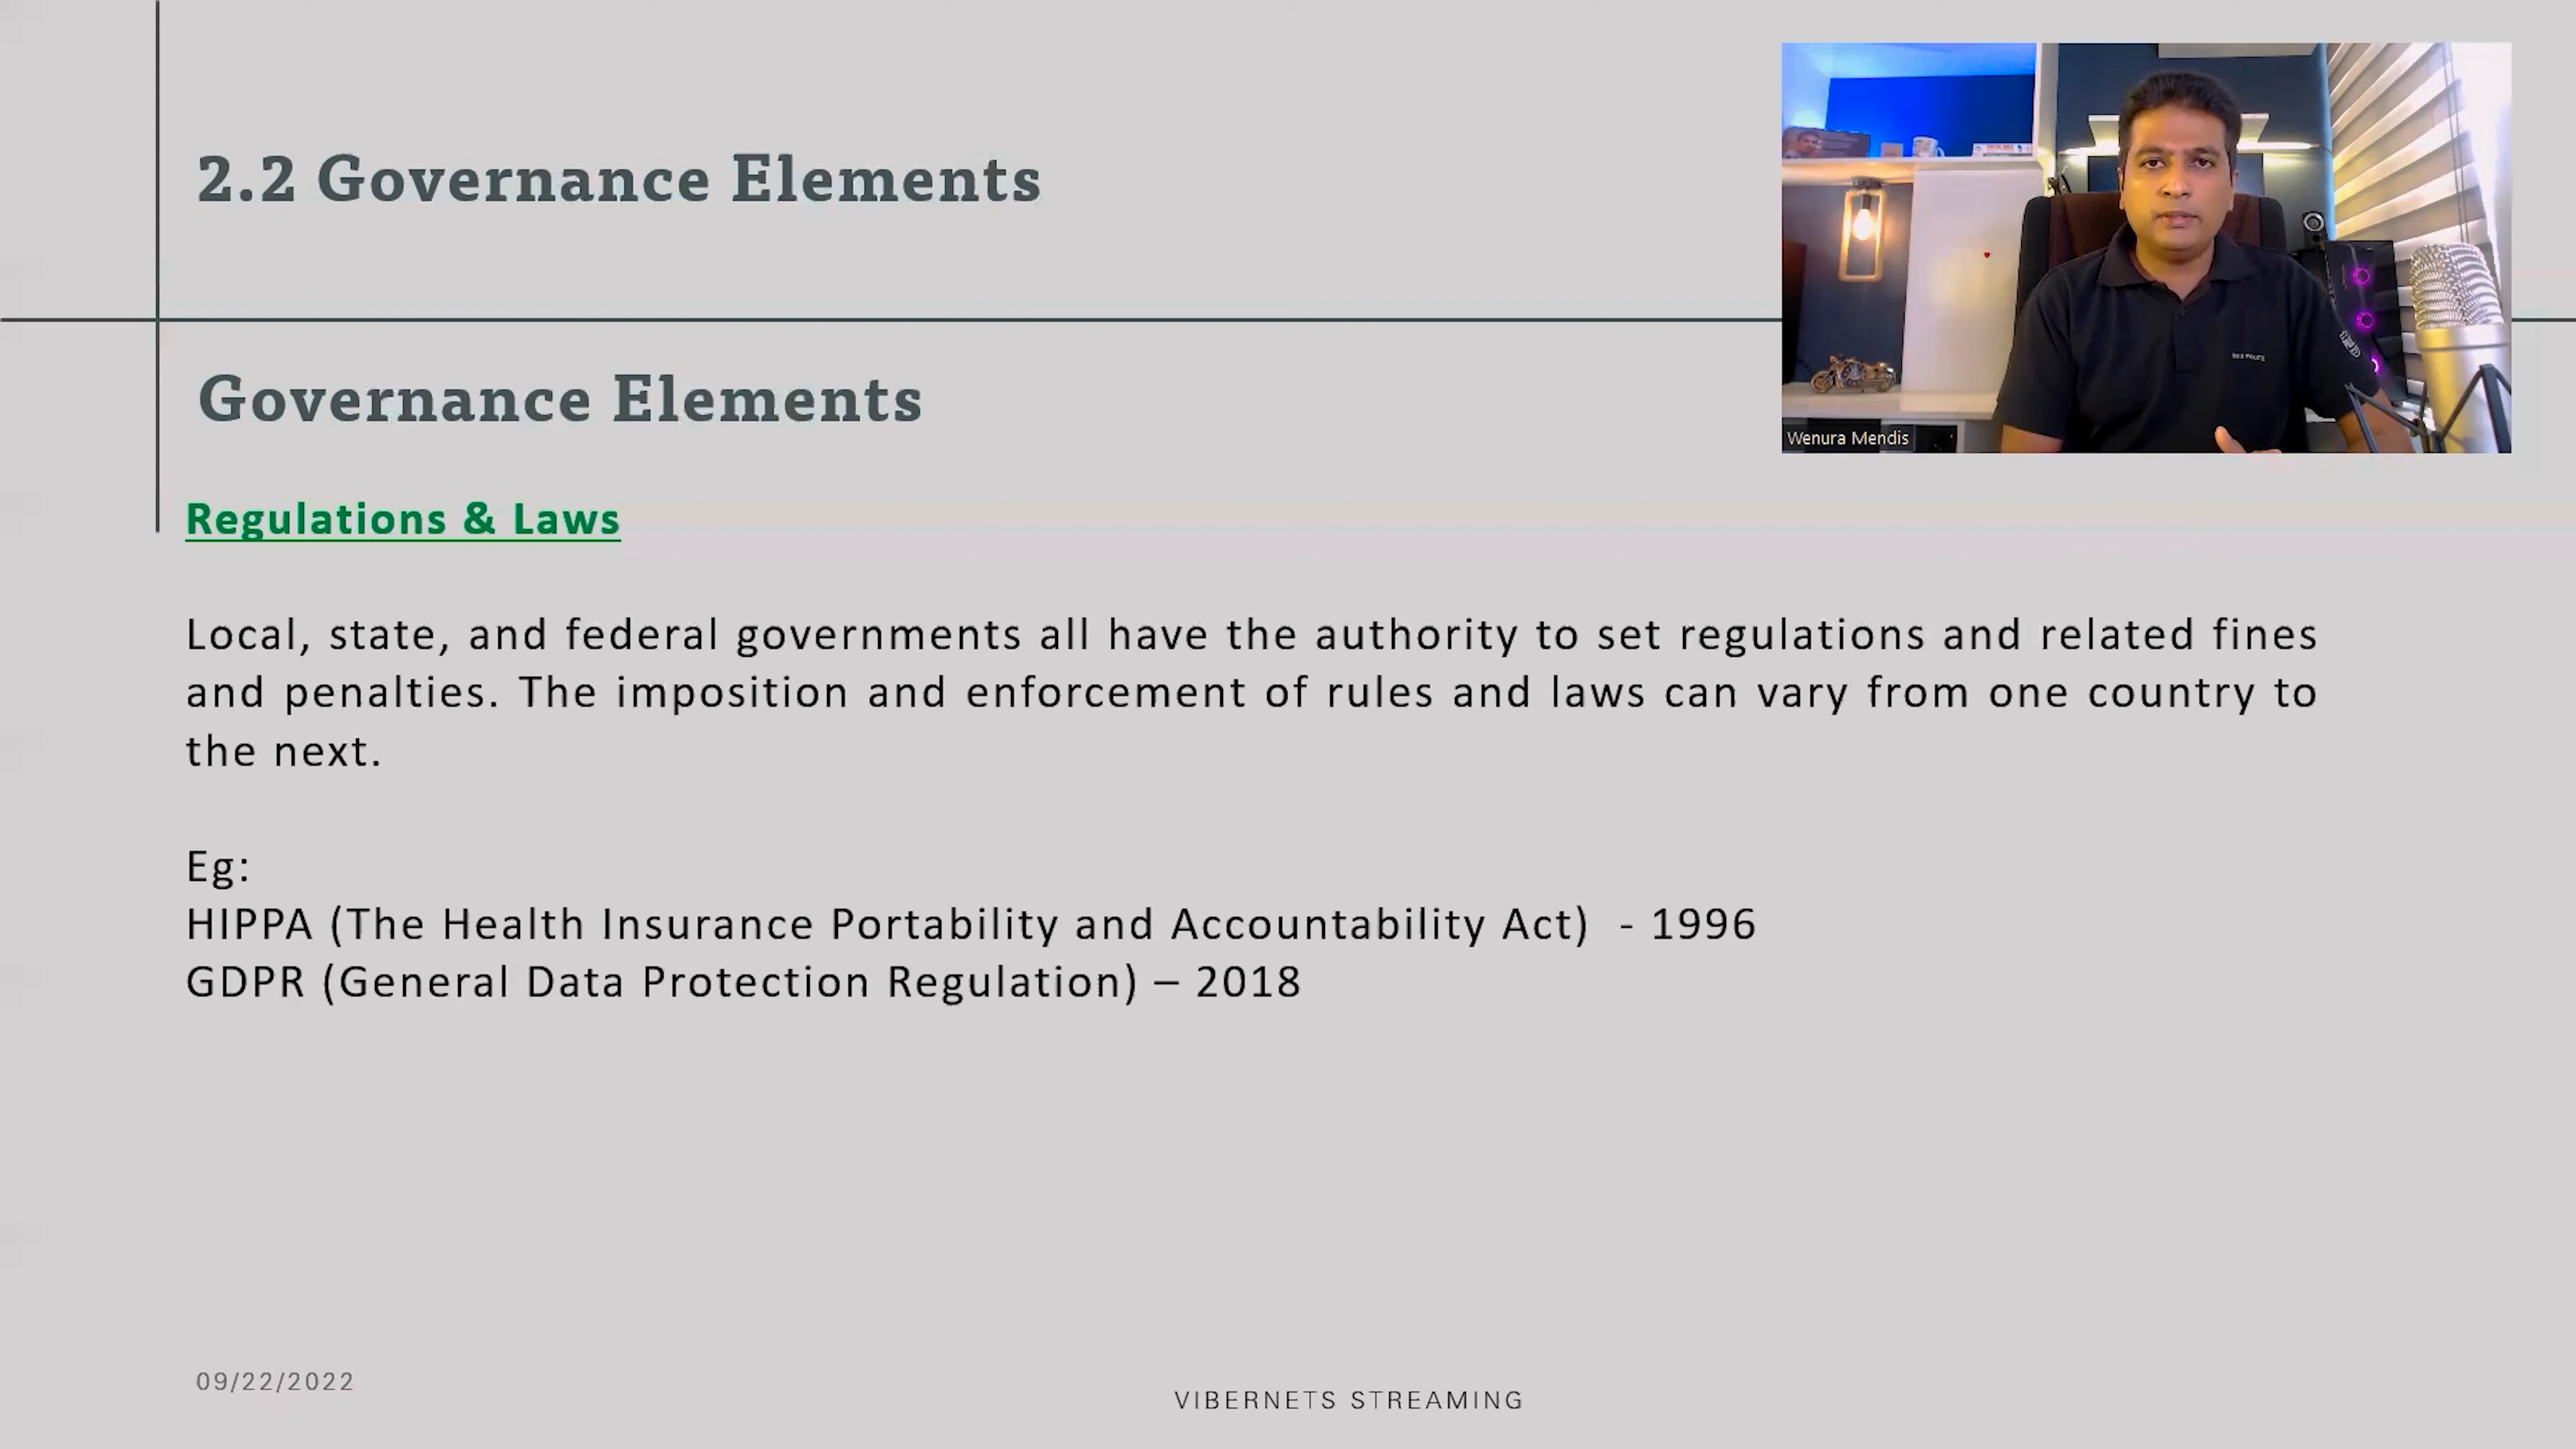 2.2 Governance Elements
Governance Elements
Wenura Mendis
Regulations & Laws
Local, state, and federal governments all have the authority to set regulations and related fines
and penalties. The imposition and enforcement of rules and laws can vary from one country to
the next.
Eg:
HIPPA (The Health Insurance Portability and Accountability Act)  - 1996
GDPR (General Data Protection Regulation) – 2018
09/22/2022
VIBERNETS STREAMING